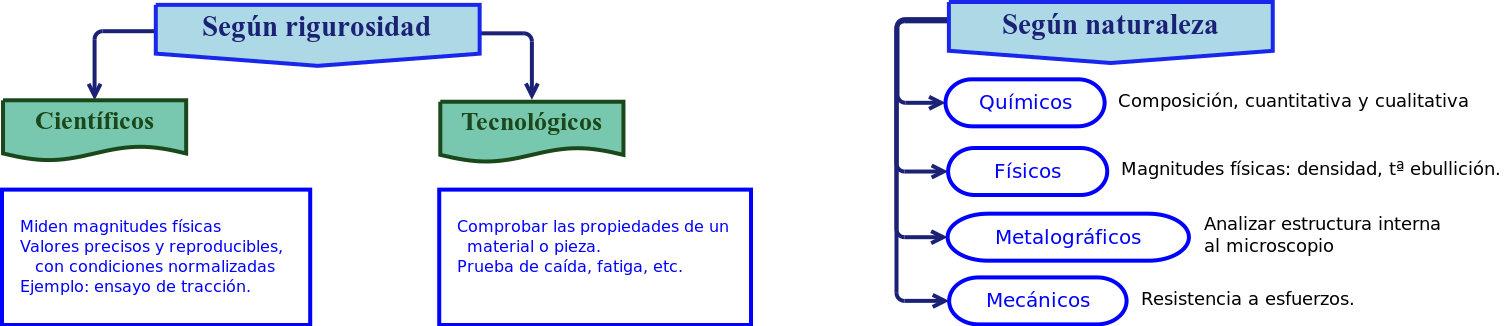 Según rigurosidad
Científicos
Tecnológicos
Miden magnitudes físicas
Valores precisos y reproducibles,
con condiciones normalizadas
Ejemplo: ensayo de tracción.
Comprobar las propiedades de un
material o pieza.
Prueba de caída, fatiga, etc.
Según naturaleza
Químicos
Composición, cuantitativa y cualitativa
Físicos
Magnitudes físicas: densidad, tª ebullición.
Metalográficos
Analizar estructura interna
al microscopio
Mecánicos
Resistencia a esfuerzos.